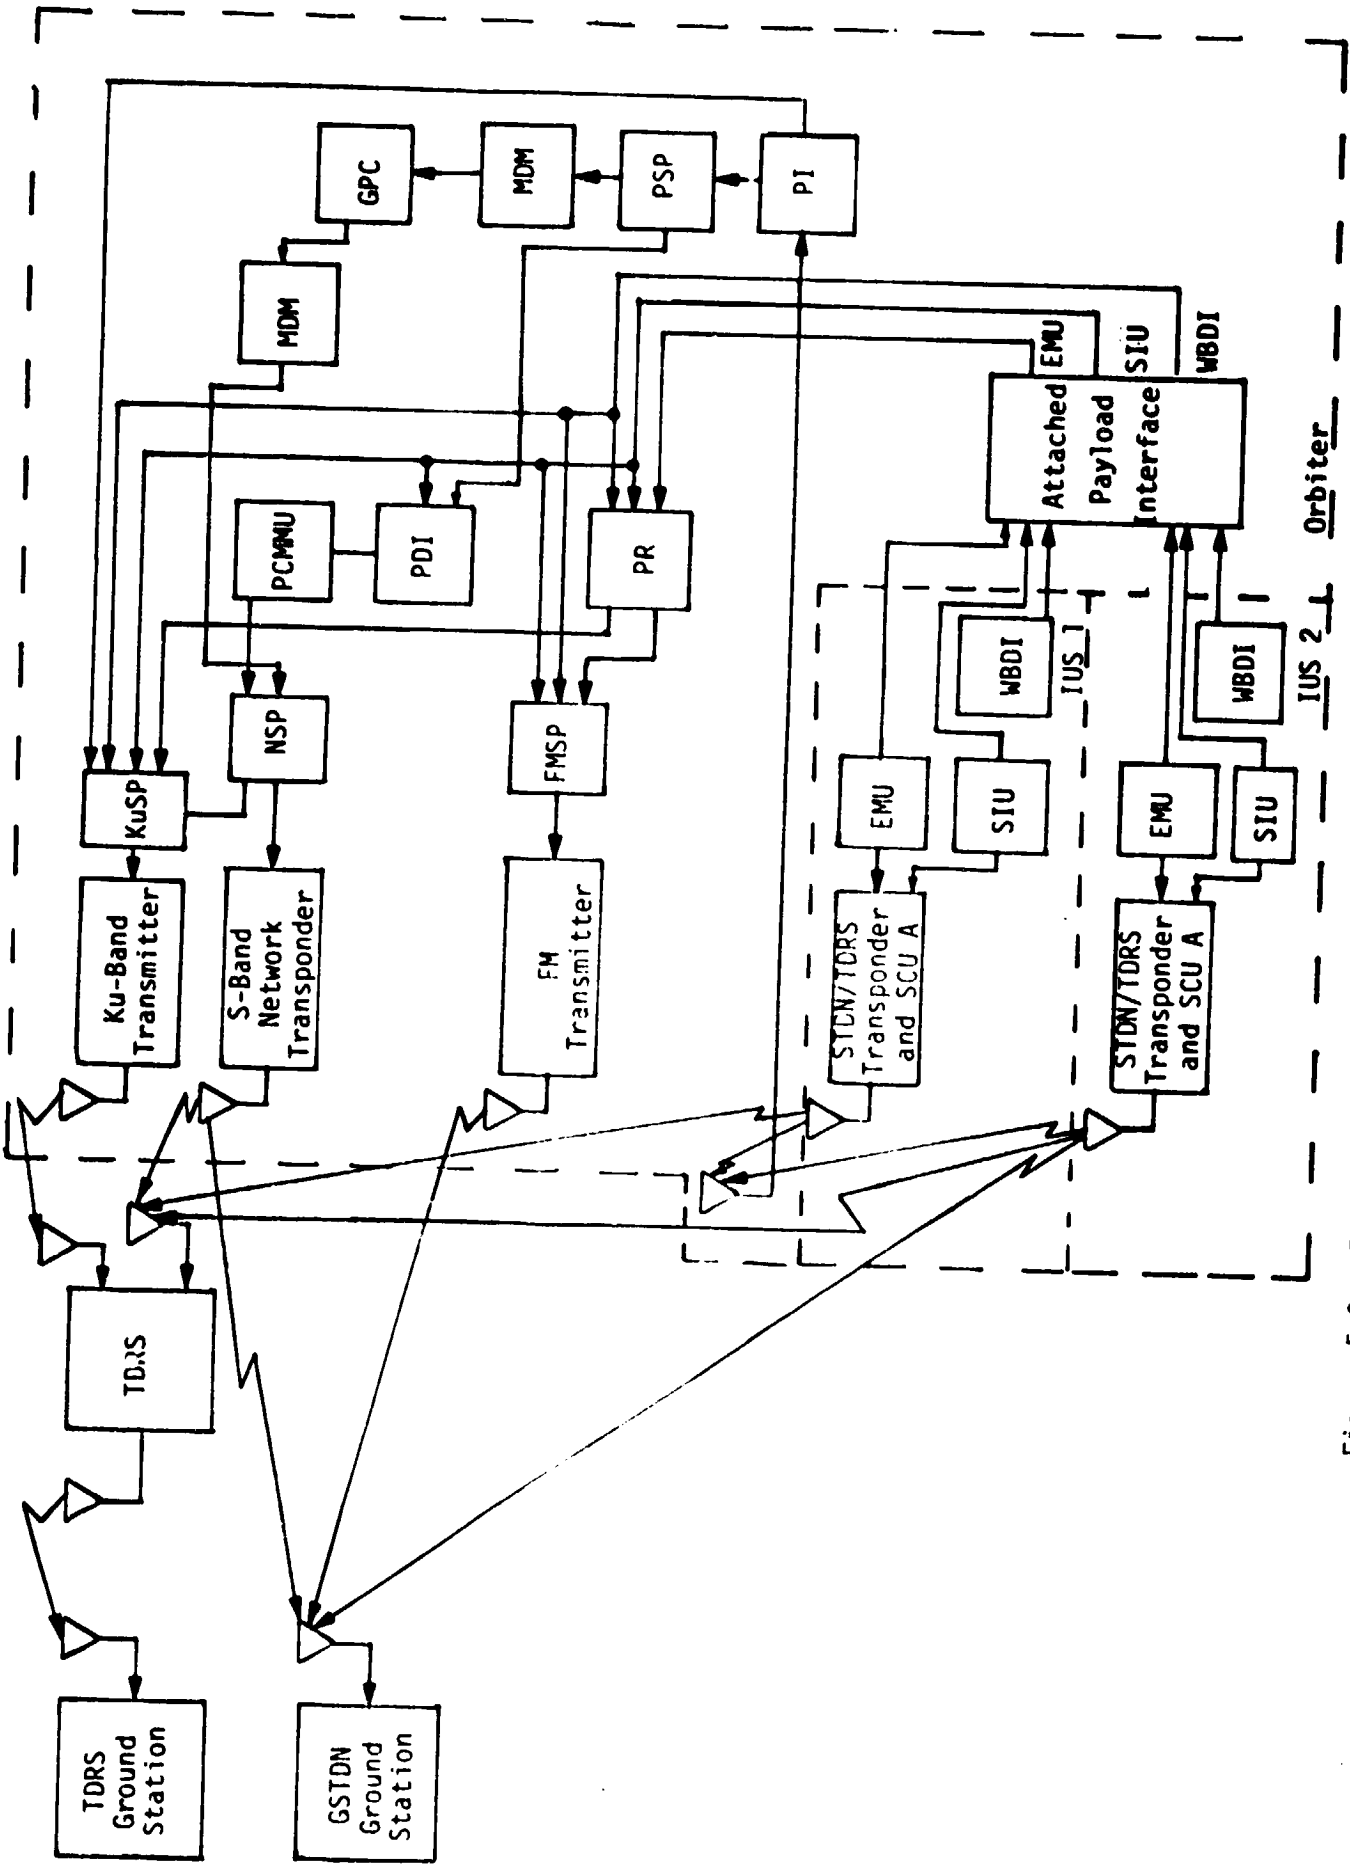 TDRS
Ground
Station
GSTDN
Ground
Station
TDRS
Ku-Band
Transmitter
S-Band
Network
Transponder
FM
Transmitter
KuSP
NSP
FMSP
PCMMU
PDI
PR
MDM
GPC
MDM
PSP
PI
STDN/TDRS
Transponder
and SCU A
EMU
SIU
WBDI
IUS 1
STDN/TDRS
Transponder
and SCU A
EMU
SIU
WBDI
IUS 2
Attached
Payload
Interface
EMU
SIU
WBDI
Orbiter